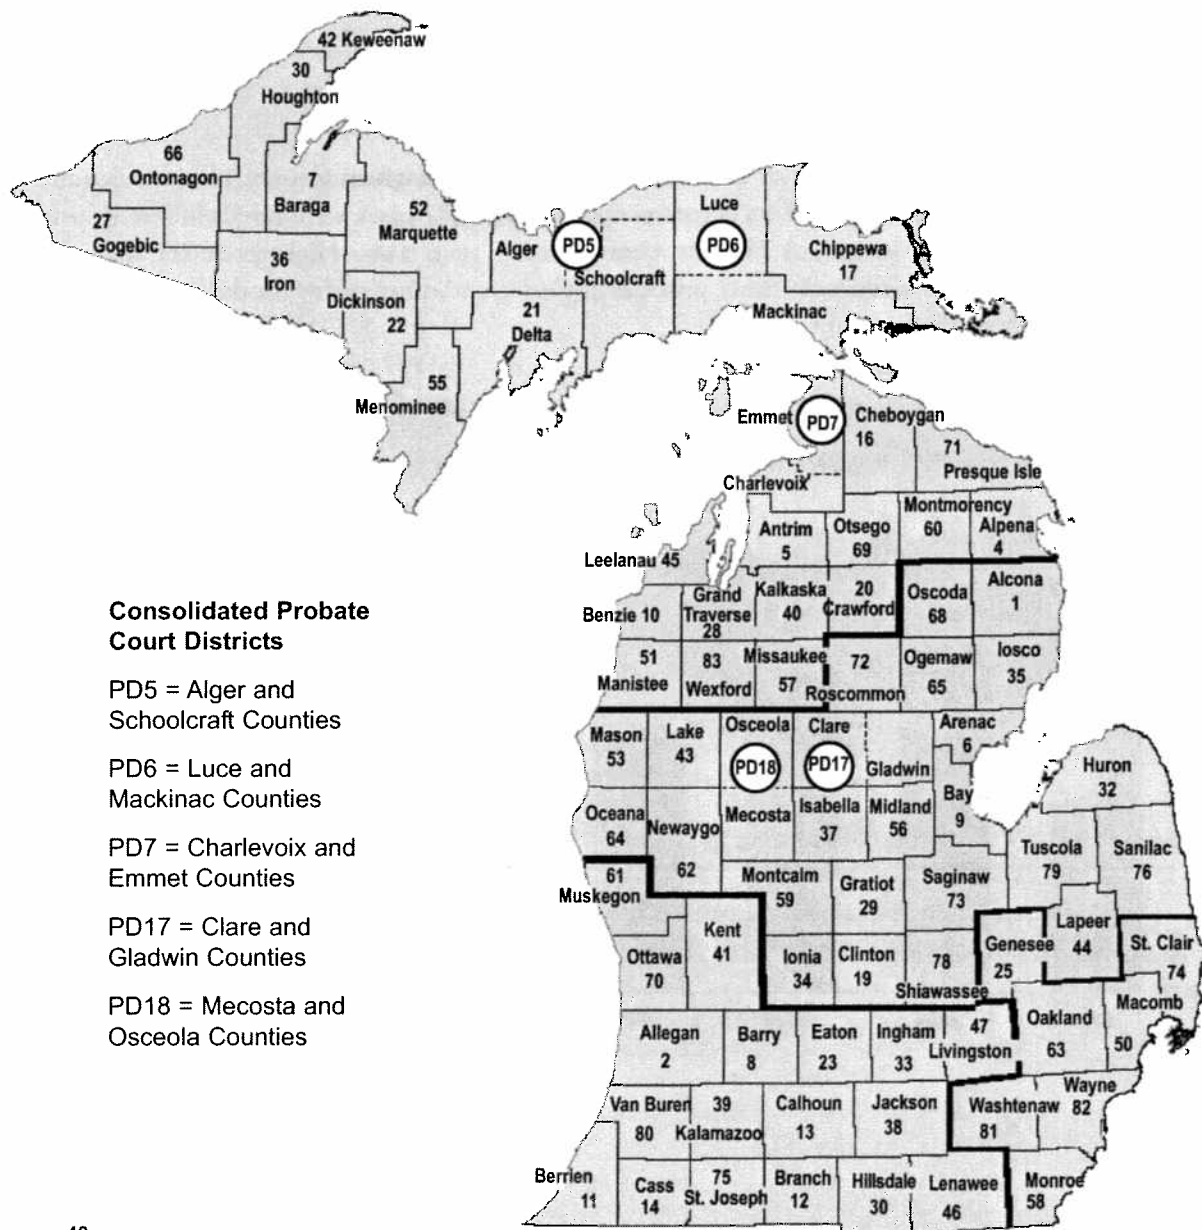 42 Keweenaw
30
Houghton
66
Ontonagon
7
Baraga
27
Gogebic
52
Marquette
36
Iron
Alger
PD5
Schoolcraft
Luce
PD6
Chippewa
17
Mackinac
Dickinson
22
21
Delta
55
Menominee
Emmet
PD7
Cheboygan
16
71
Presque Isle
Charlevoix
Antrim
5
Otsego
69
Montmorency
60
Alpena
4
Leelanau 45
Benzie 10
Grand
Traverse
28
Kalkaska
40
20
Crawford
Oscoda
68
Alcona
1
51
Manistee
83
Wexford
Missaukee
57
72
Roscommon
Ogemaw
65
Iosco
35
Consolidated Probate
Court Districts
PD5 = Alger and
Schoolcraft Counties
PD6 = Luce and
Mackinac Counties
PD7 = Charlevoix and
Emmet Counties
PD17 = Clare and
Gladwin Counties
PD18 = Mecosta and
Osceola Counties
Mason
53
Lake
43
Osceola
PD18
Clare
PD17
Gladwin
Arenac
6
Huron
32
Oceana
64
Newaygo
62
Mecosta
Isabella
37
Midland
56
Bay
9
Tuscola
79
Sanilac
76
61
Muskegon
Montcalm
59
Gratiot
29
Saginaw
73
Kent
41
Ottawa
70
Ionia
34
Clinton
19
78
Shiawassee
Genesee
25
Lapeer
44
St. Clair
74
Allegan
2
Barry
8
Eaton
23
Ingham
33
47
Livingston
Oakland
63
Macomb
50
Van Buren
80
39
Kalamazoo
Calhoun
13
Jackson
38
Washtenaw
81
Wayne
82
Berrien
11
Cass
14
75
St. Joseph
Branch
12
Hillsdale
30
Lenawee
46
Monroe
58